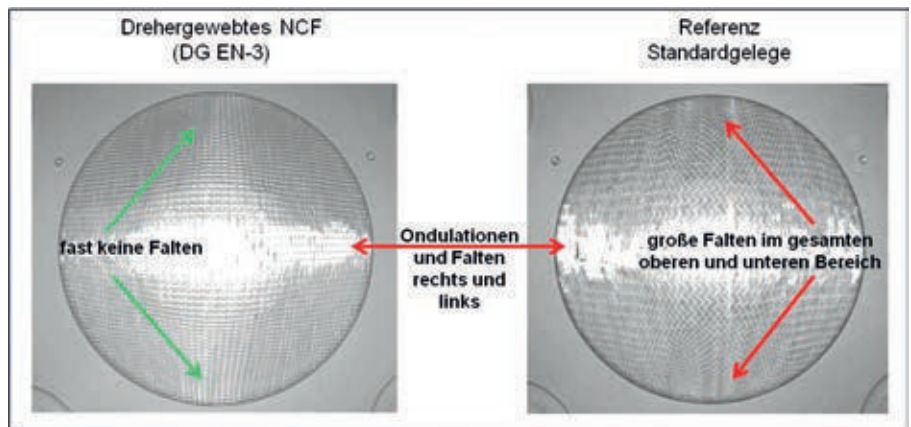 Drehergewebtes NCF
(DG EN-3)
Referenz
Standardgelege
fast keine Falten
Ondulationen
und Falten
rechts und
links
große Falten im gesamten
oberen und unteren Bereich